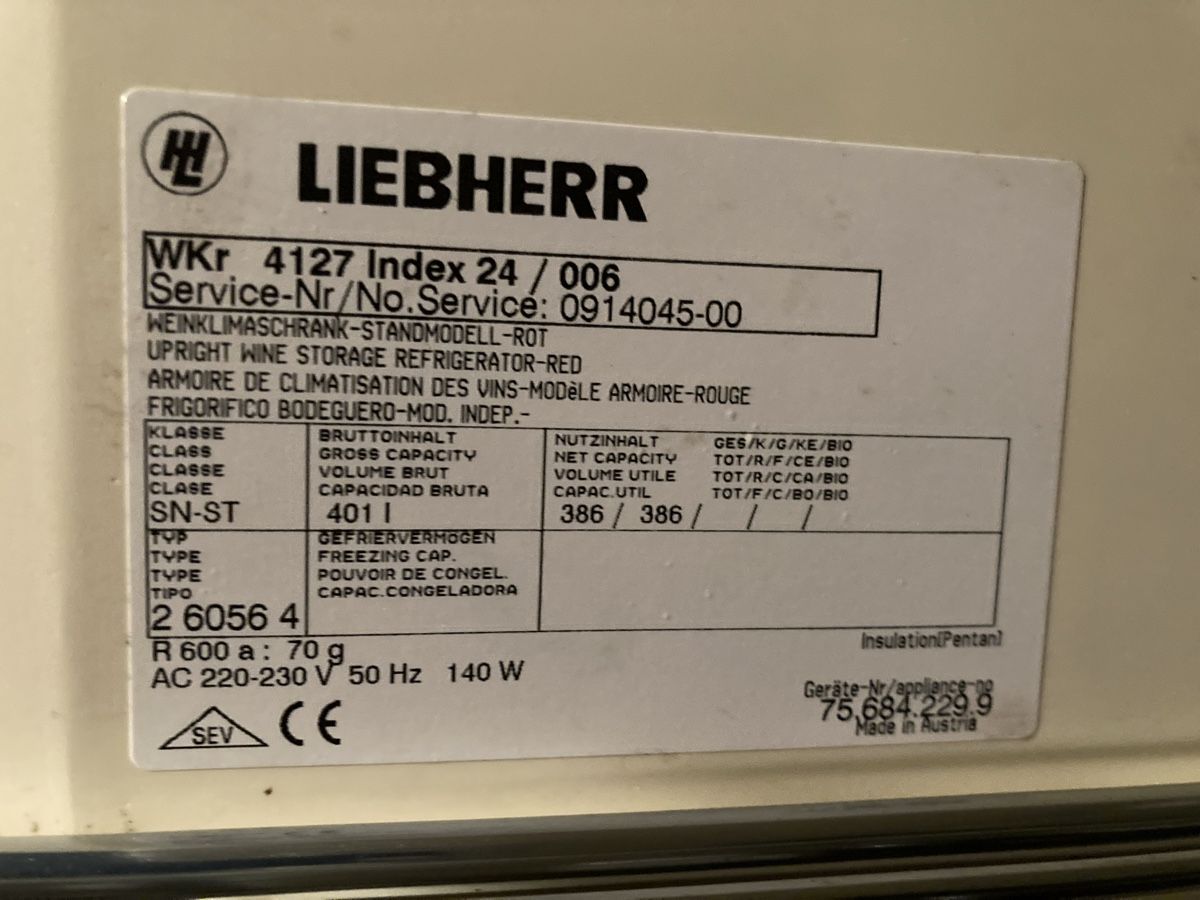 HL LIEBHERR
WKr 4127 Index 24 / 006
Service-Nr/No.Service: 0914045-00
WEINKLIMASCHRANK-STANDMODELL-ROT
UPRIGHT WINE STORAGE REFRIGERATOR-RED
ARMOIRE DE CLIMATISATION DES VINS-MODèLE ARMOIRE-ROUGE
FRIGORIFICO BODEGUERO-MOD. INDEP.-
KLASSE BRUTTOINHALT NUTZINHALT GES/K/G/KE/BIO
CLASS GROSS CAPACITY NET CAPACITY TOT/R/F/CE/BIO
CLASSE VOLUME BRUT VOLUME UTILE TOT/R/C/CA/BIO
CLASE CAPACIDAD BRUTA CAPAC.UTIL TOT/F/C/BO/BIO
SN-ST 401 l 386 / 386 / / /
TYP GEFRIERVERMÖGEN
TYPE FREEZING CAP.
TYPE POUVOIR DE CONGEL.
TIPO CAPAC.CONGELADORA
2 6056 4
R 600 a : 70 g Insulation[Pentan]
AC 220-230 V 50 Hz 140 W
Geräte-Nr/appliance-no
75.684.229.9
Made in Austria
SEV CE